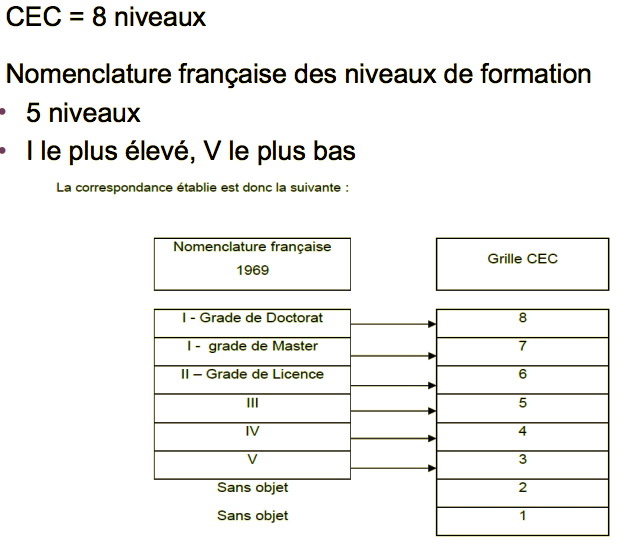 CEC = 8 niveaux
Nomenclature française des niveaux de formation
• 5 niveaux
• I le plus élevé, V le plus bas
La correspondance établie est donc la suivante :
Nomenclature française
1969
Grille CEC
I - Grade de Doctorat 8
I - grade de Master 7
II – Grade de Licence 6
III 5
IV 4
V 3
Sans objet 2
Sans objet 1